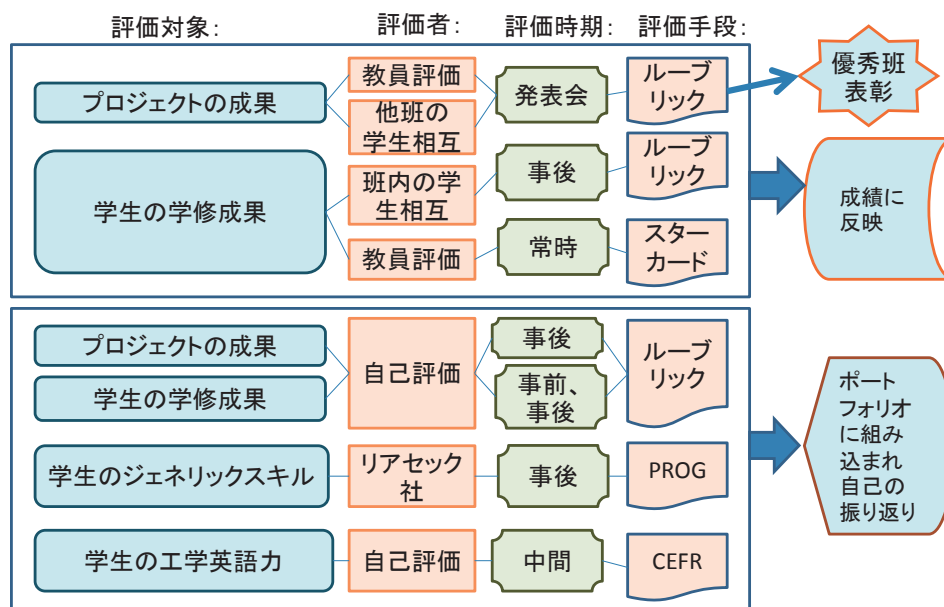 評価対象:
評価者:
評価時期:
評価手段:
プロジェクトの成果
教員評価
他班の
学生相互
発表会
ルーブ
リック
優秀班
表彰
学生の学修成果
班内の学
生相互
事後
ルーブ
リック
教員評価
常時
スター
カード
成績に
反映
プロジェクトの成果
学生の学修成果
自己評価
事後
事前、
事後
ルーブ
リック
学生のジェネリックスキル
リアセック
社
事後
PROG
学生の工学英語力
自己評価
中間
CEFR
ポート
フォリオ
に組み
込まれ
自己の
振り返り